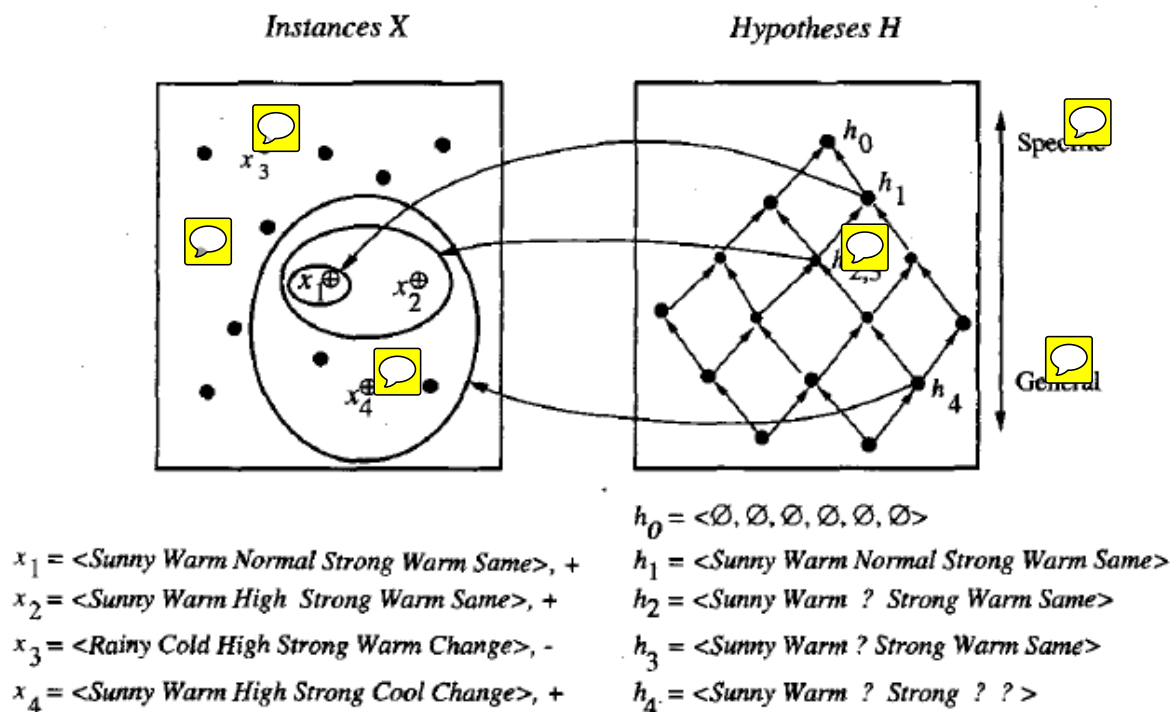 Instances X
Hypotheses H
h0
x3
h1
x1
x2
2,3
x4
h4
General
h0 = <∅, ∅, ∅, ∅, ∅, ∅>
x1 = <Sunny Warm Normal Strong Warm Same>, +
h1 = <Sunny Warm Normal Strong Warm Same>
x2 = <Sunny Warm High Strong Warm Same>, +
h2 = <Sunny Warm ? Strong Warm Same>
x3 = <Rainy Cold High Strong Warm Change>, -
h3 = <Sunny Warm ? Strong Warm Same>
x4 = <Sunny Warm High Strong Cool Change>, +
h4 = <Sunny Warm ? Strong ? ? >